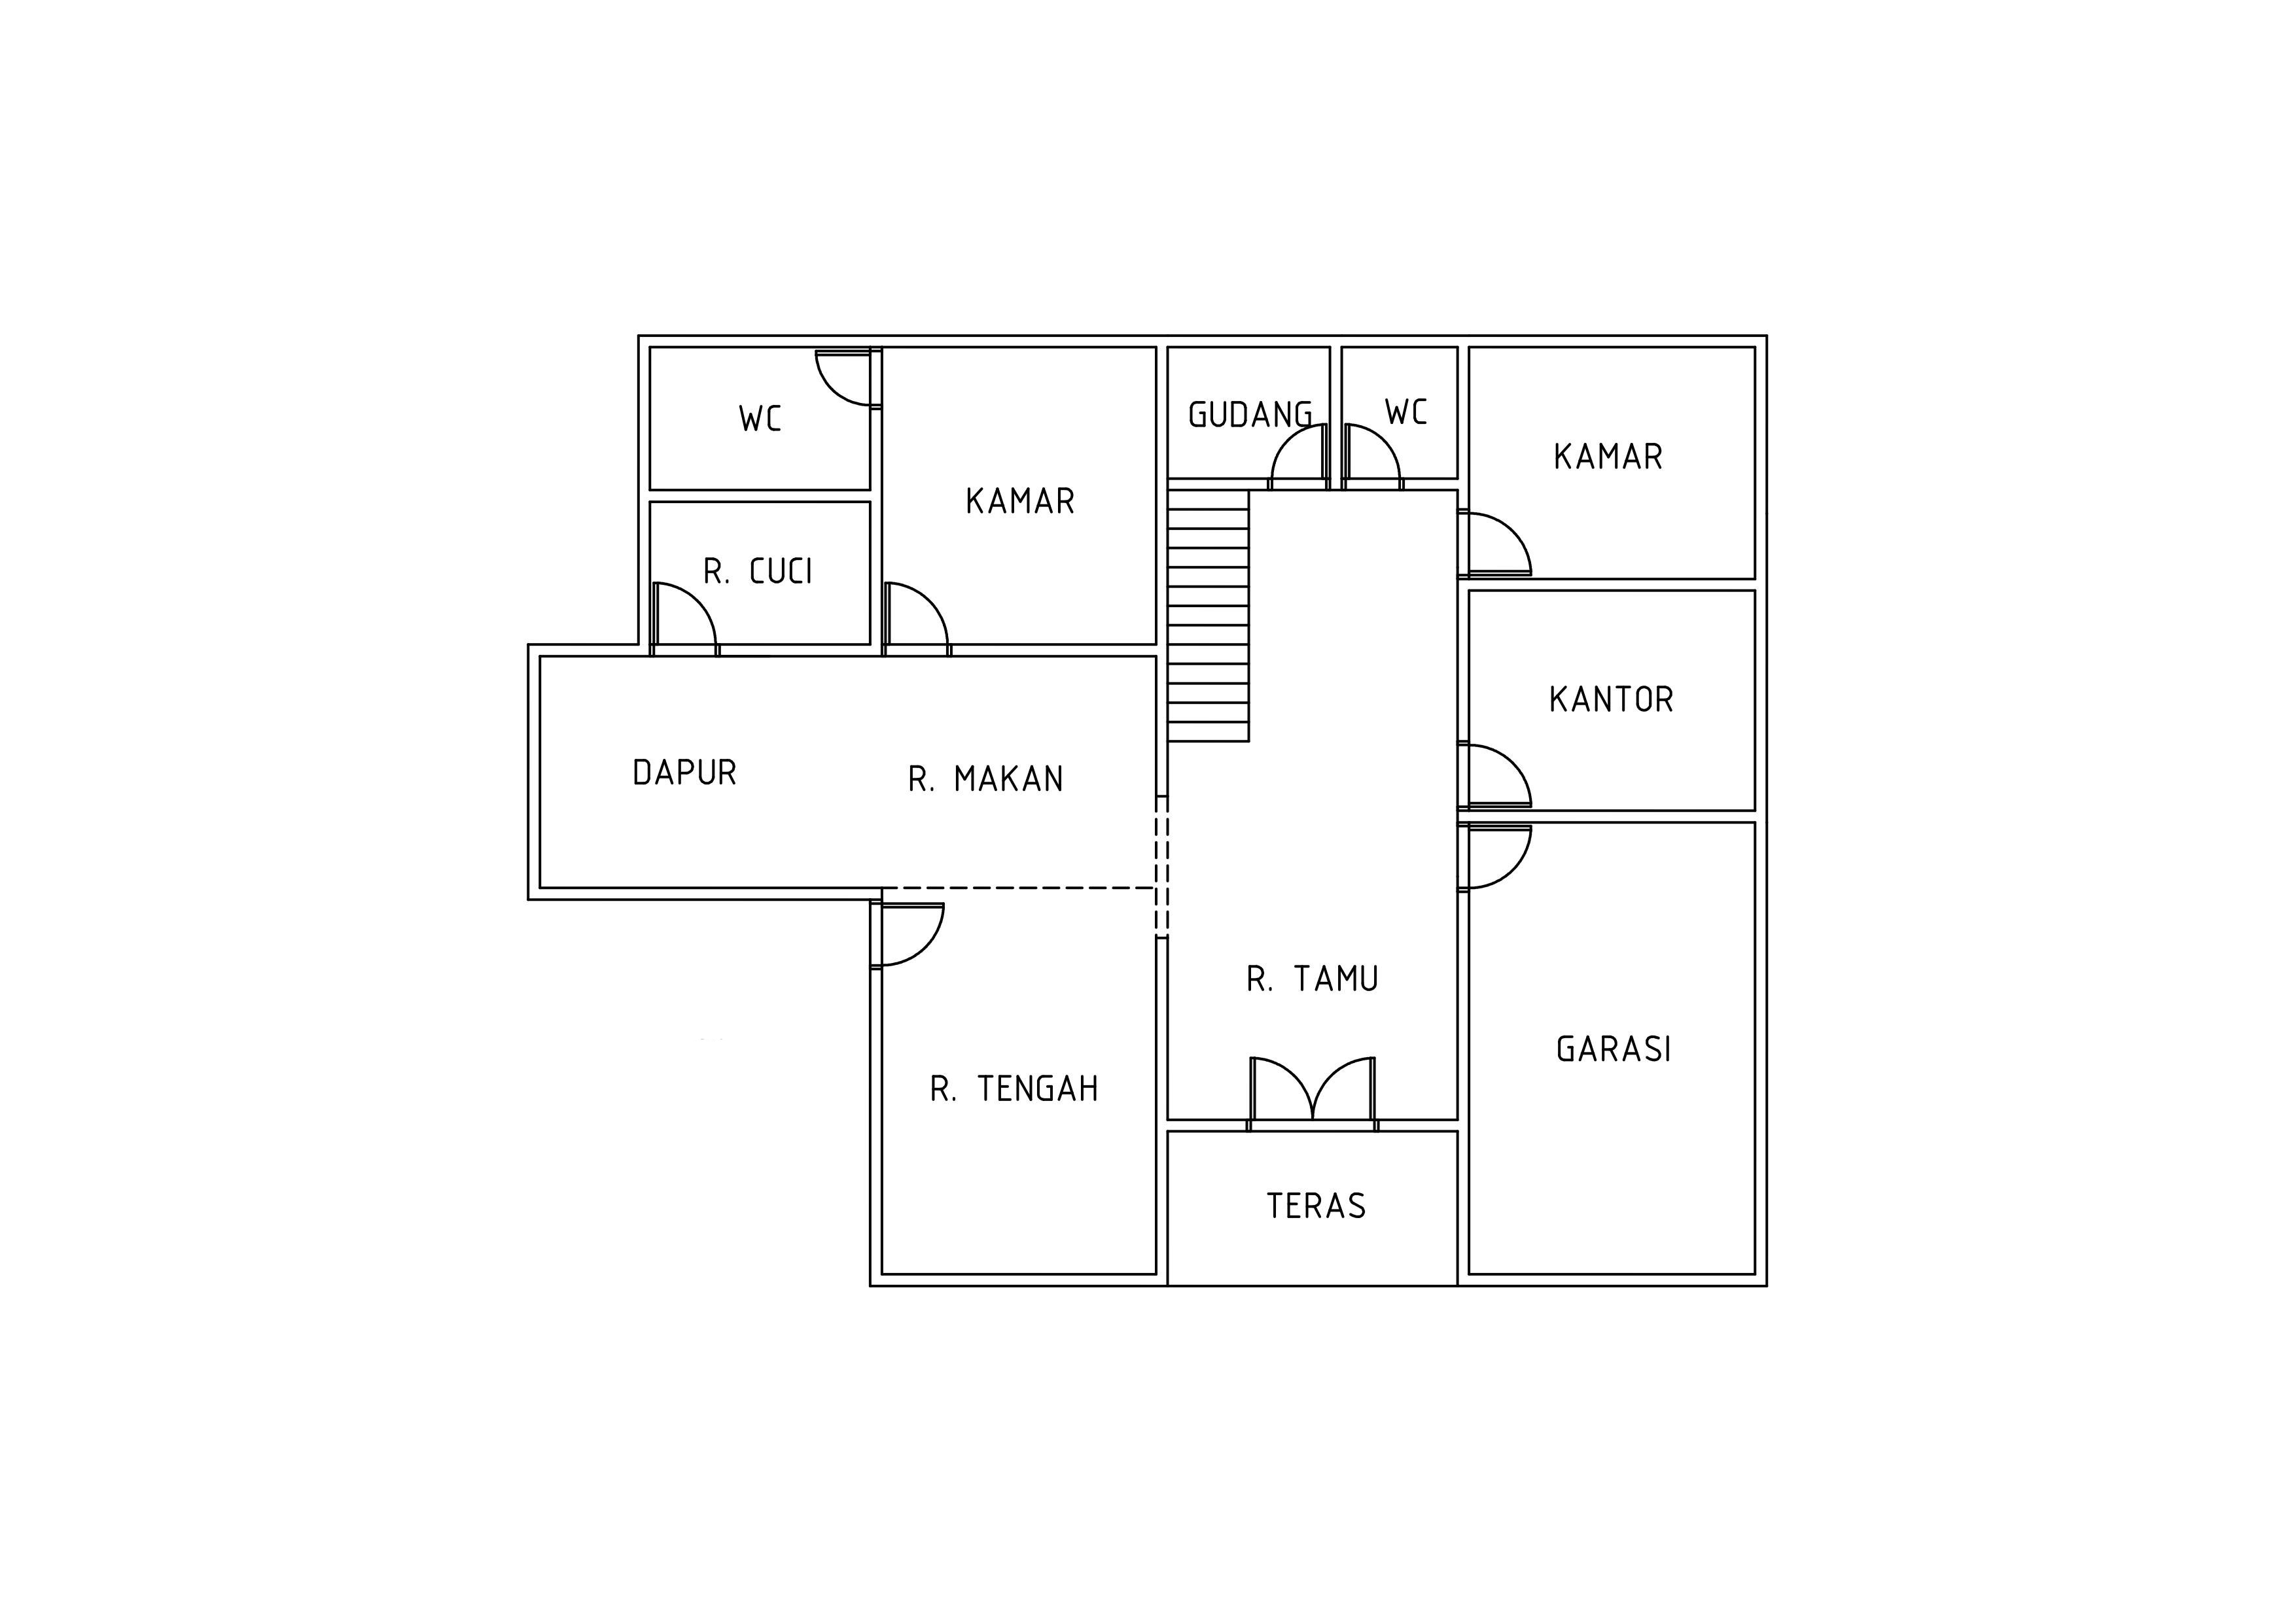 WC
GUDANG
WC
KAMAR
KAMAR
R. CUCI
KANTOR
DAPUR
R. MAKAN
R. TAMU
GARASI
R. TENGAH
TERAS